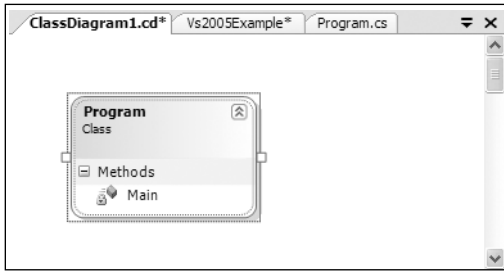 ClassDiagram1.cd* Vs2005Example* Program.cs
Program
Class
Methods
Main